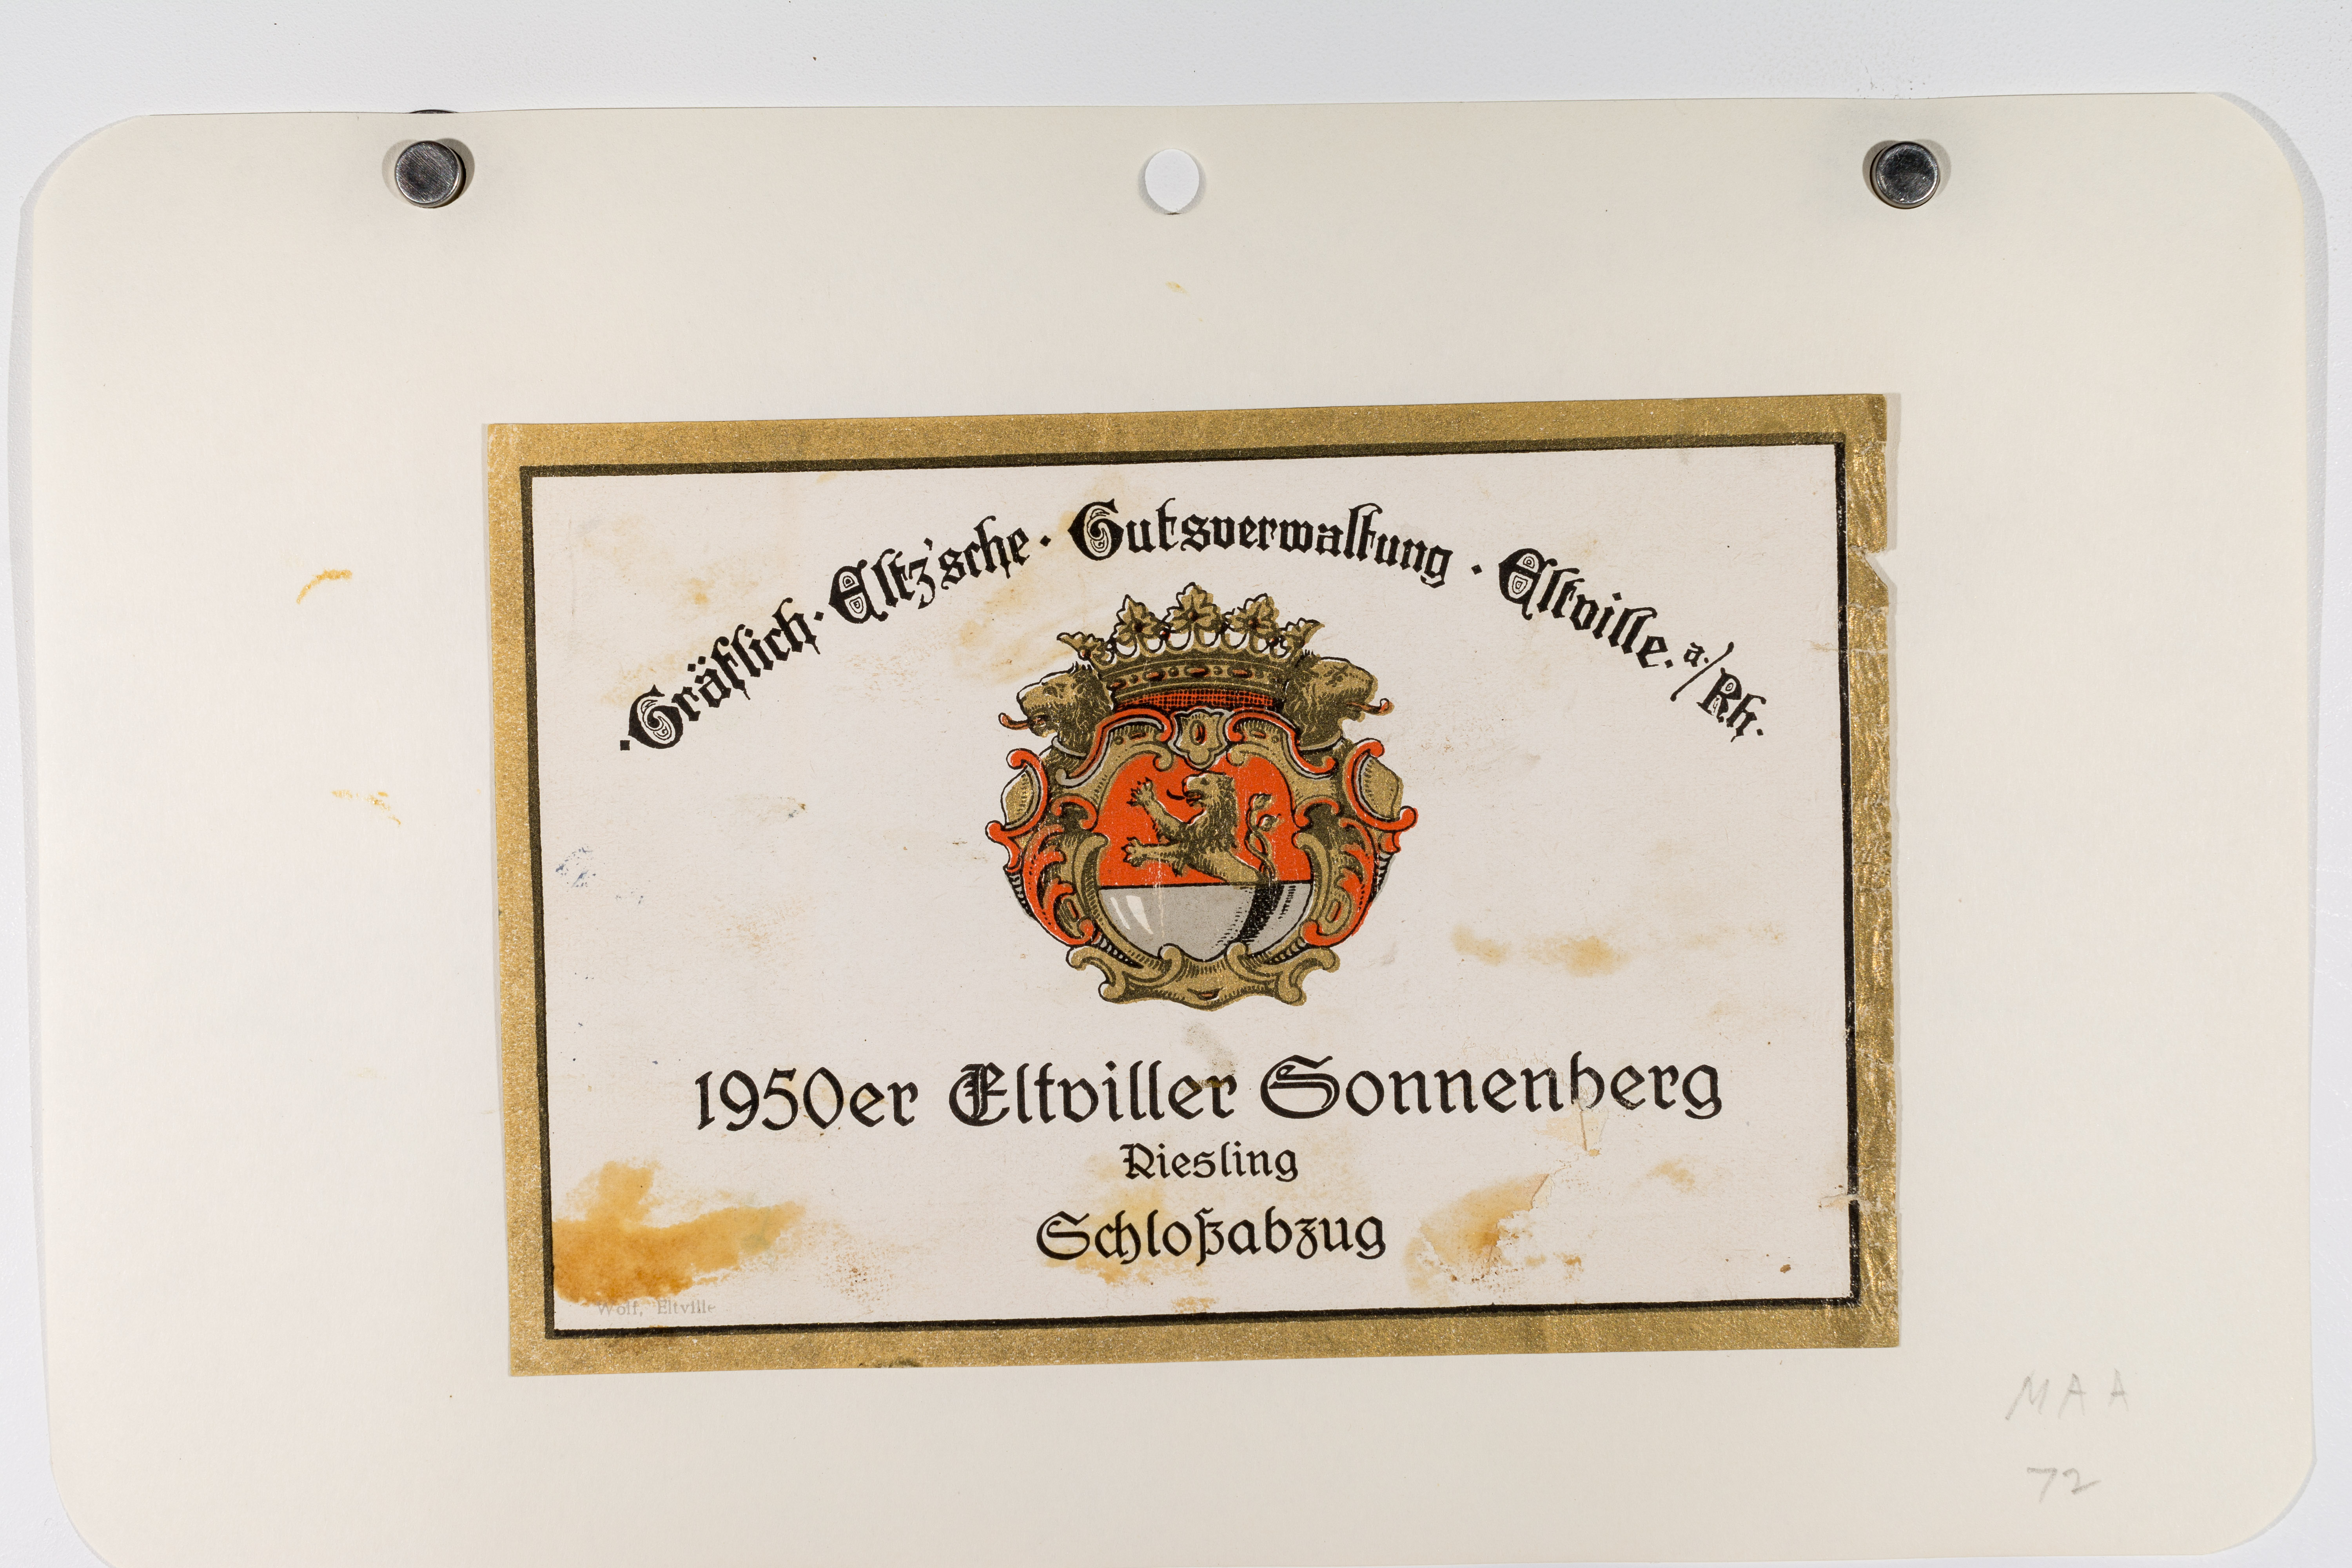 ·Gräflich·Eltz'sche·Gutsverwaltung·Eltville.a./Rh.
1950er Eltviller Sonnenberg
Riesling
Schloßabzug
Wolf, Eltville
MAA
72